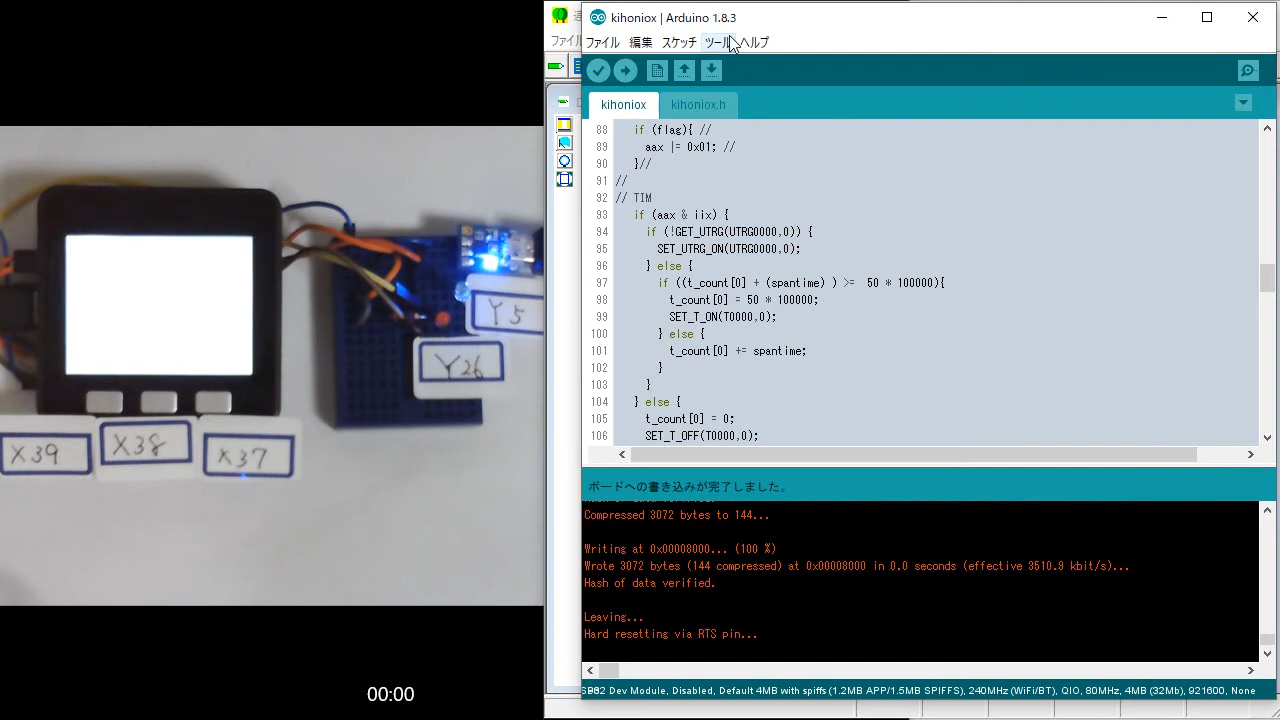 X39
X38
X37
Y26
Y5
00:00
ファイル
kihoniox | Arduino 1.8.3
ファイル 編集 スケッチ ツール ヘルプ
kihoniox kihoniox.h
88 if (flag){ //
89 aax |= 0x01; //
90 }//
91 //
92 // TIM
93 if (aax & iix) {
94 if (!GET_UTRG(UTRG0000,0)) {
95 SET_UTRG_ON(UTRG0000,0);
96 } else {
97 if ((t_count[0] + (spantime) ) >= 50 * 100000){
98 t_count[0] = 50 * 100000;
99 SET_T_ON(T0000,0);
100 } else {
101 t_count[0] += spantime;
102 }
103 }
104 } else {
105 t_count[0] = 0;
106 SET_T_OFF(T0000,0);
ボードへの書き込みが完了しました。
Compressed 3072 bytes to 144...
Writing at 0x00008000... (100 %)
Wrote 3072 bytes (144 compressed) at 0x00008000 in 0.0 seconds (effective 3510.9 kbit/s)...
Hash of data verified.
Leaving...
Hard resetting via RTS pin...
Dev Module, Disabled, Default 4MB with spiffs (1.2MB APP/1.5MB SPIFFS), 240MHz (WiFi/BT), QIO, 80MHz, 4MB (32Mb), 921600, None